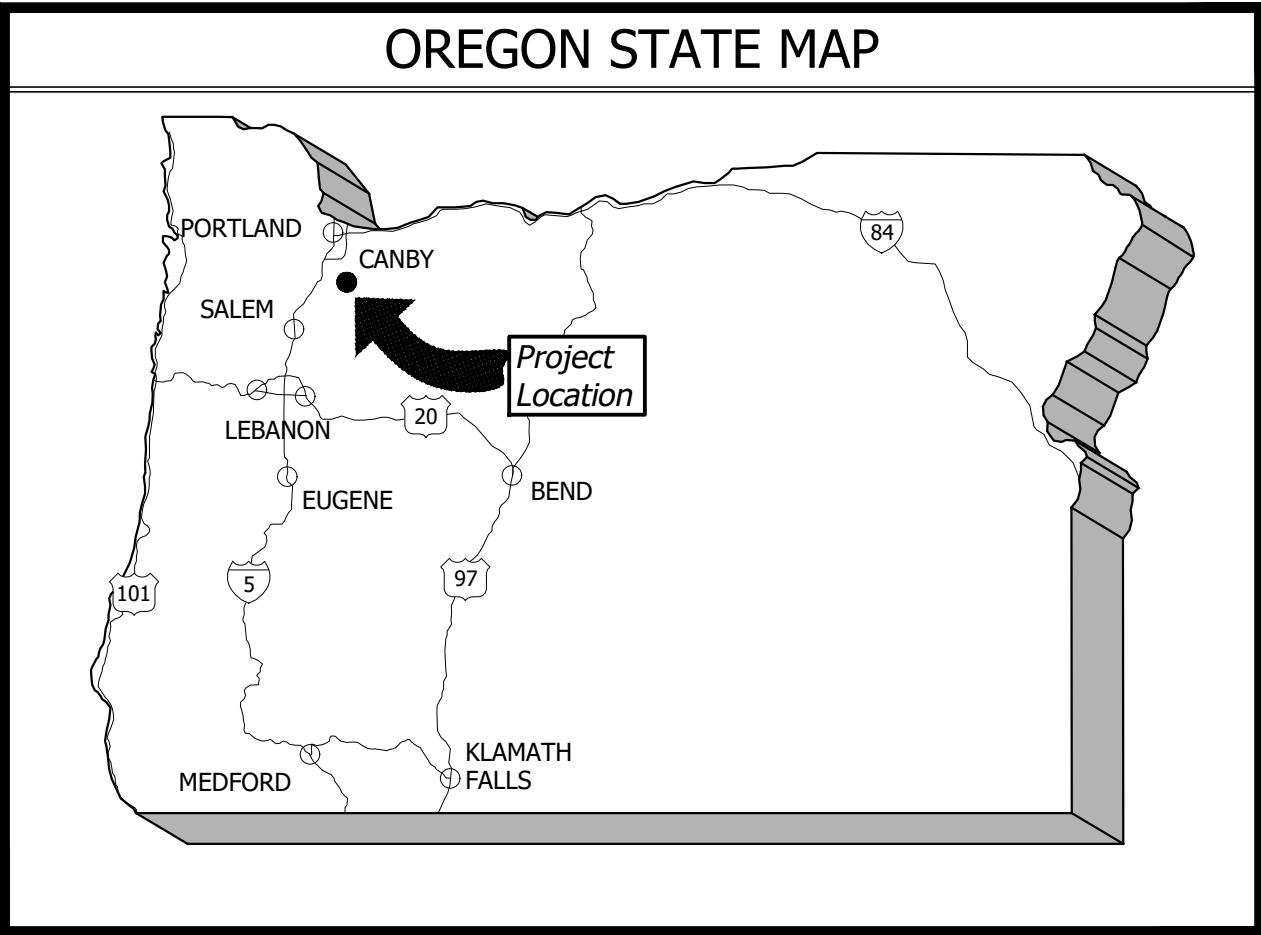 OREGON STATE MAP
PORTLAND
84
CANBY
SALEM
Project
Location
20
LEBANON
BEND
EUGENE
97
5
101
KLAMATH
FALLS
MEDFORD